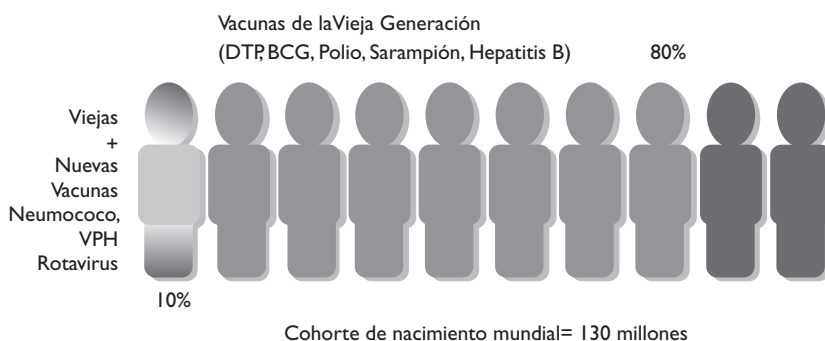 Vacunas de laVieja Generación
(DTP, BCG, Polio, Sarampión, Hepatitis B) 80%
Viejas
+
Nuevas
Vacunas
Neumococo,
VPH
Rotavirus
10%
Cohorte de nacimiento mundial= 130 millones